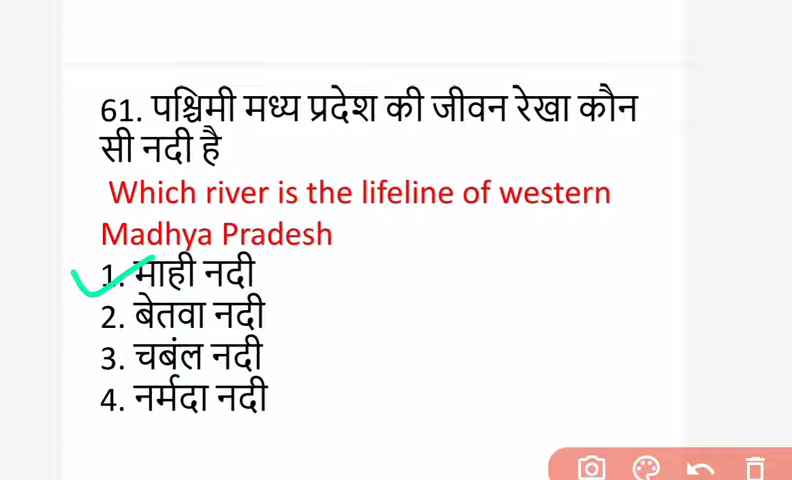 61. पश्चिमी मध्य प्रदेश की जीवन रेखा कौन
सी नदी है
Which river is the lifeline of western
Madhya Pradesh
1. माही नदी
2. बेतवा नदी
3. चबंल नदी
4. नर्मदा नदी